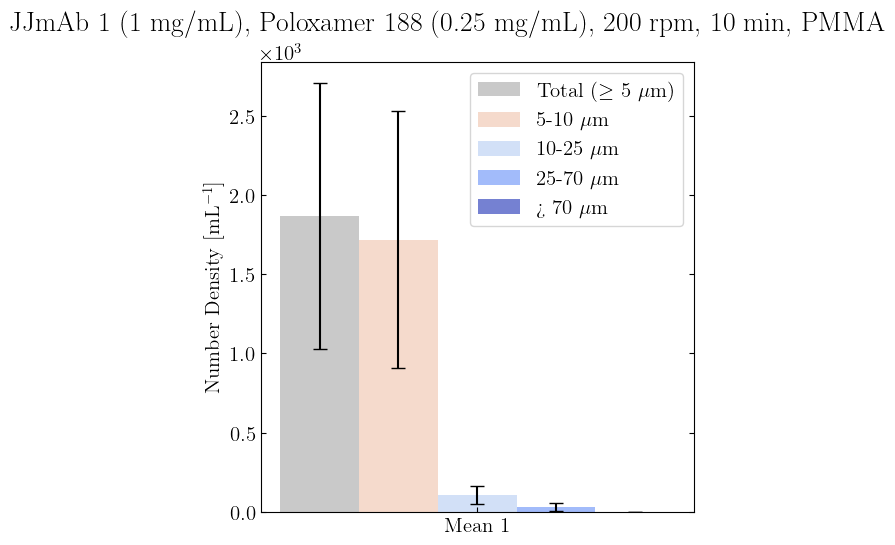 JJmAb 1 (1 mg/mL), Poloxamer 188 (0.25 mg/mL), 200 rpm, 10 min, PMMA
×10³
Total (≥ 5 μm)
5-10 μm
10-25 μm
25-70 μm
¿ 70 μm
Number Density [mL⁻¹]
2.5
2.0
1.5
1.0
0.5
0.0
Mean 1